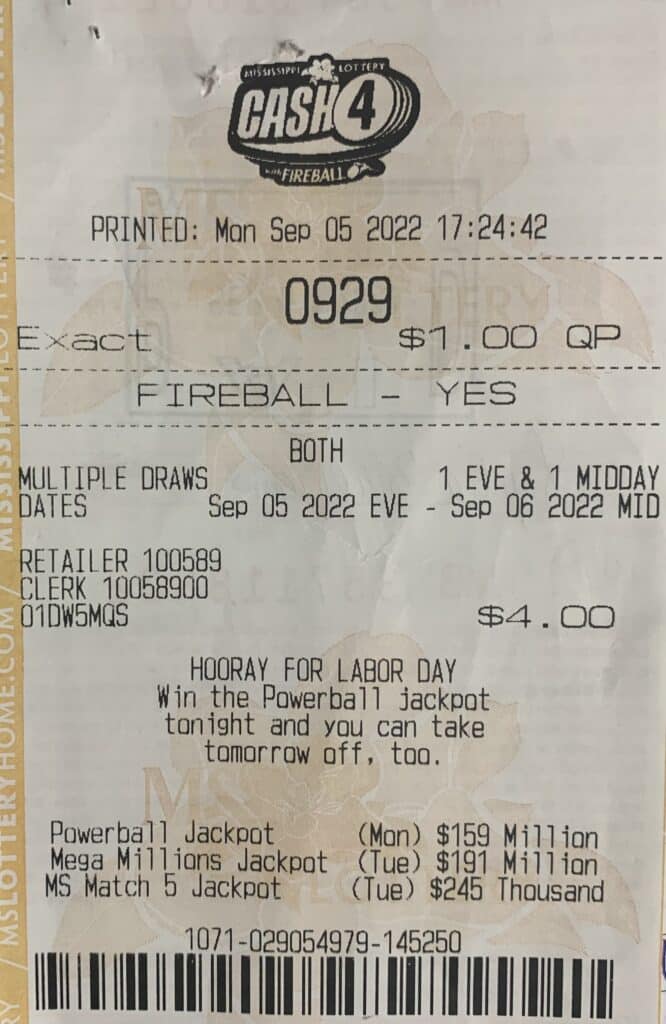 MISSISSIPPI LOTTERY
CASH 4
with FIREBALL
PRINTED: Mon Sep 05 2022 17:24:42
0929
Exact $1.00 QP
FIREBALL - YES
BOTH
MULTIPLE DRAWS 1 EVE & 1 MIDDAY
DATES Sep 05 2022 EVE - Sep 06 2022 MID
RETAILER 100589
CLERK 10058900
01DW5MQS $4.00
HOORAY FOR LABOR DAY
Win the Powerball jackpot
tonight and you can take
tomorrow off, too.
Powerball Jackpot (Mon) $159 Million
Mega Millions Jackpot (Tue) $191 Million
MS Match 5 Jackpot (Tue) $245 Thousand
1071-029054979-145250
/ MSLOTTERYHOME.COM / MISSISSIPPI LOTTERY / MSLOTTE